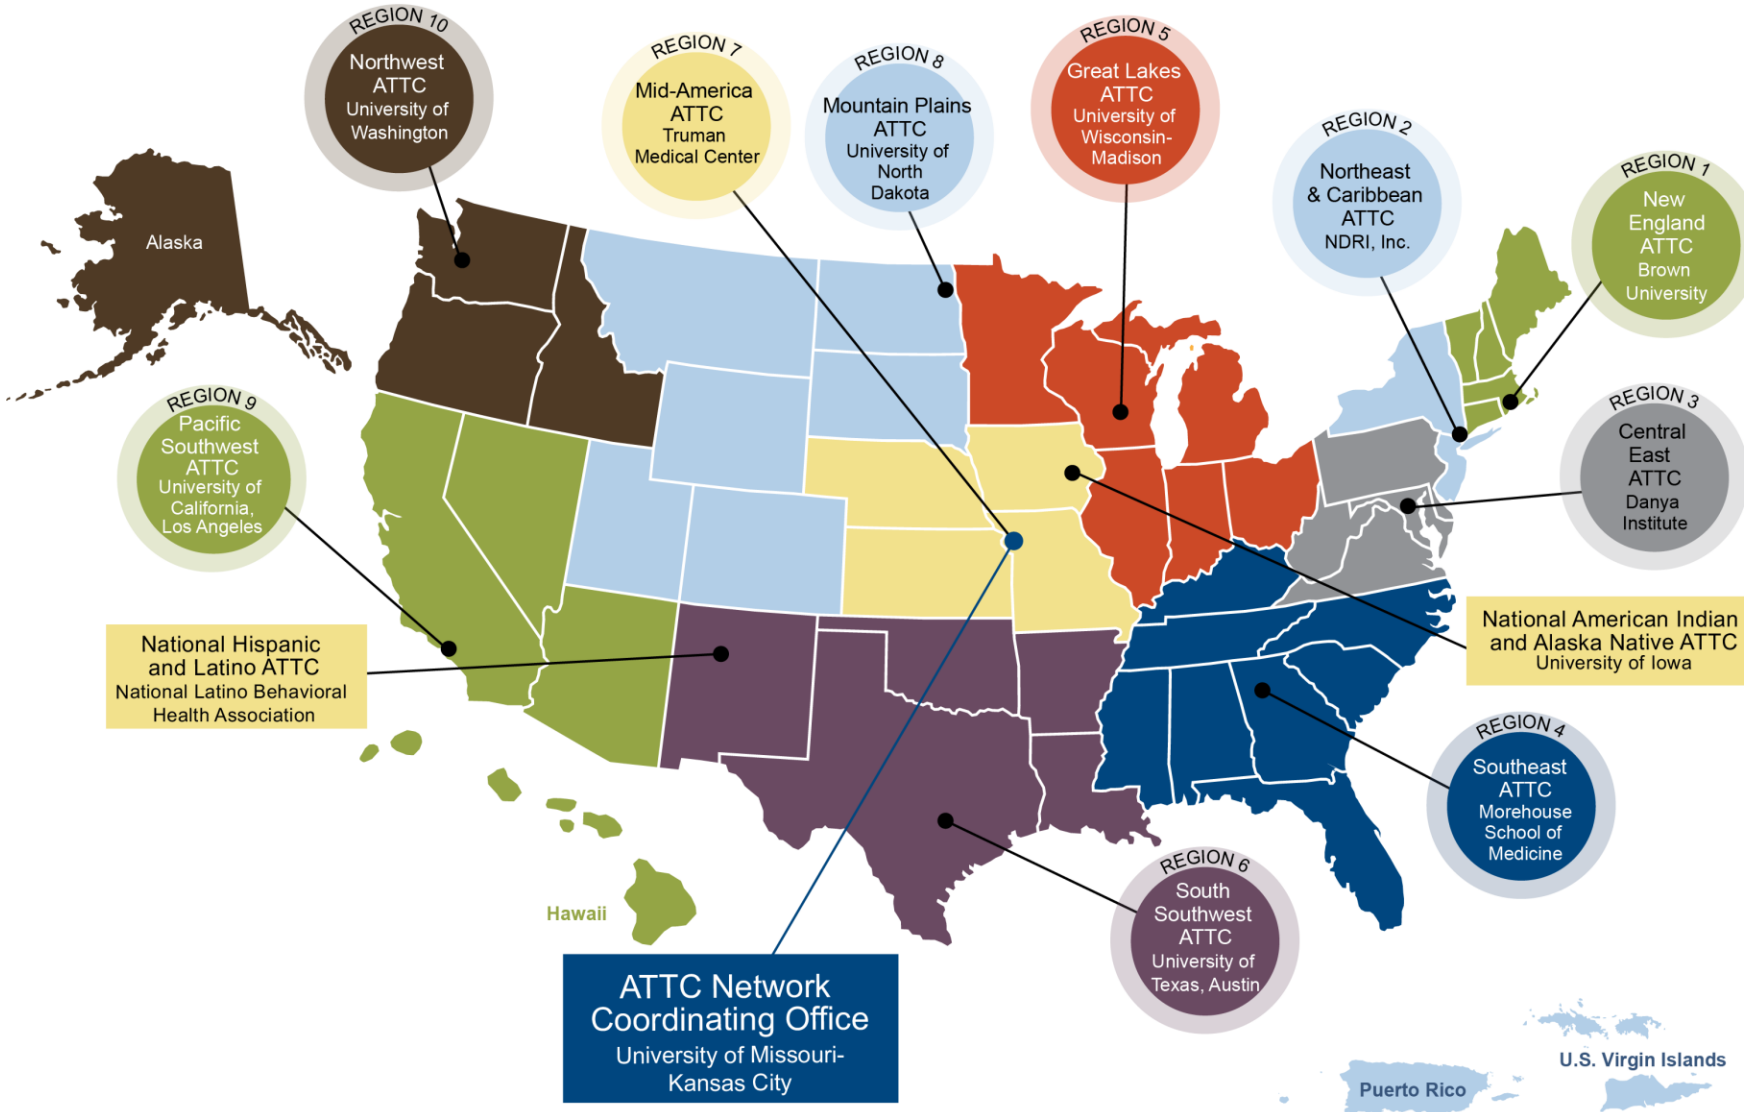 REGION 10
Northwest
ATTC
University of
Washington
REGION 7
Mid-America
ATTC
Truman
Medical Center
REGION 8
Mountain Plains
ATTC
University of
North
Dakota
REGION 5
Great Lakes
ATTC
University of
Wisconsin-
Madison
REGION 2
Northeast
& Caribbean
ATTC
NDRI, Inc.
REGION 1
New
England
ATTC
Brown
University
Alaska
REGION 9
Pacific
Southwest
ATTC
University of
California,
Los Angeles
REGION 3
Central
East
ATTC
Danya
Institute
National Hispanic
and Latino ATTC
National Latino Behavioral
Health Association
National American Indian
and Alaska Native ATTC
University of Iowa
REGION 4
Southeast
ATTC
Morehouse
School of
Medicine
REGION 6
South
Southwest
ATTC
University of
Texas, Austin
Hawaii
ATTC Network
Coordinating Office
University of Missouri-
Kansas City
U.S. Virgin Islands
Puerto Rico